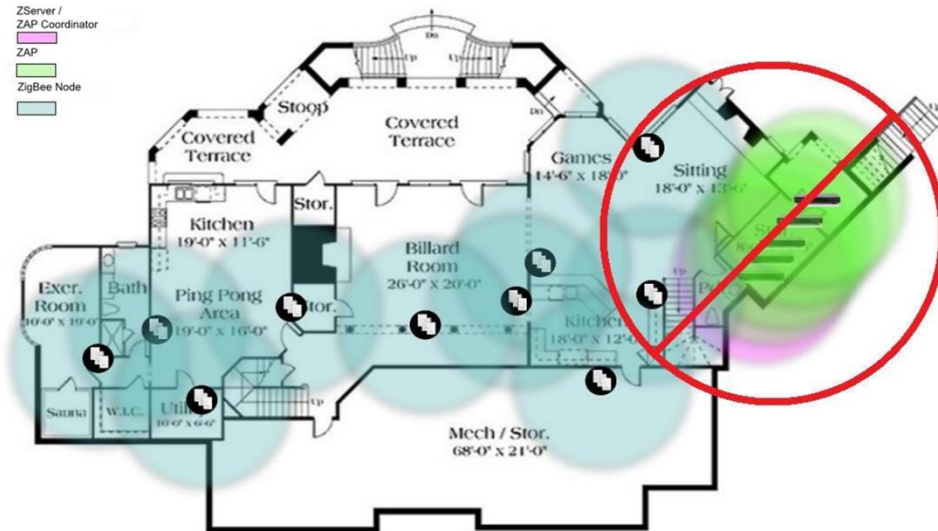 ZServer /
ZAP Coordinator
ZAP
ZigBee Node
Dn
Up
Up
Stoop
Covered
Terrace
Covered
Terrace
Dn
Games
14'-6" x 18'-0"
Sitting
18'-0" x 13'-6"
Up
Kitchen
19'-0" x 11'-6"
Stor.
Billard
Room
26'-0" x 20'-0"
Exer.
Room
10'-0" x 19'-0"
Bath
Ping Pong
Area
19'-0" x 16'-0"
Stor.
Up
Kitchen
18'-0" x 12'-0"
Sauna
W.I.C.
Utility
10'-0" x 6'-6"
Up
Mech / Stor.
68'-0" x 21'-0"